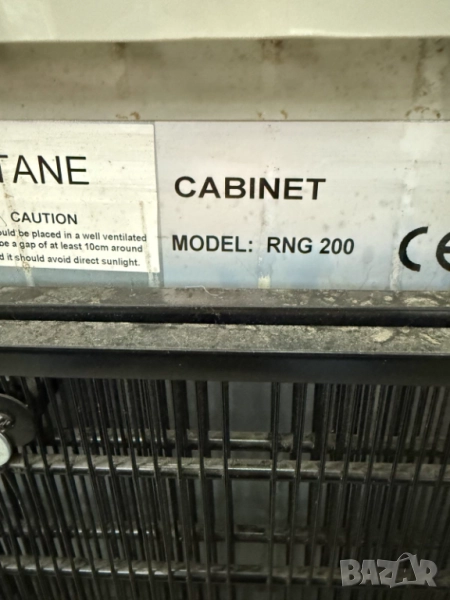 TANE
CAUTION
uld be placed in a well ventilated
be a gap of at least 10cm around
d it should avoid direct sunlight.
CABINET
MODEL: RNG 200
CE
BAZAR